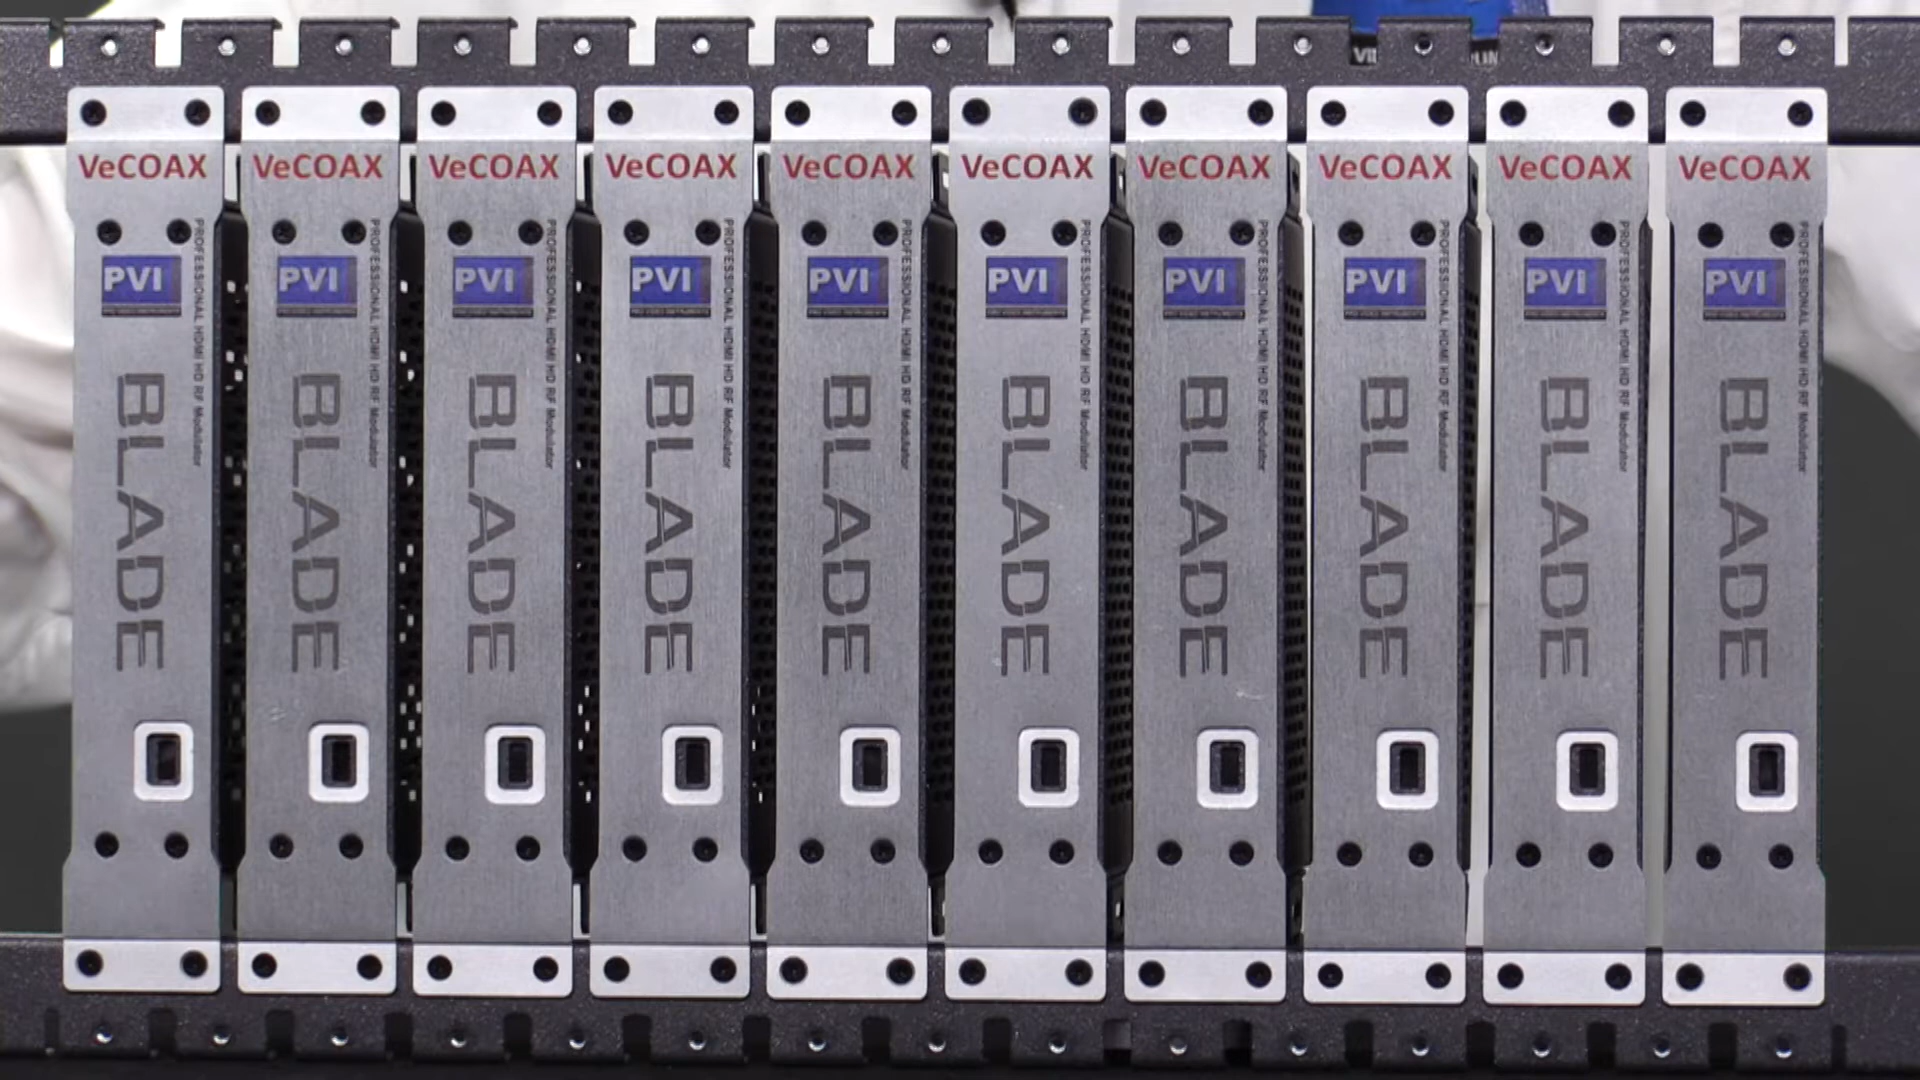 VeCOAX VeCOAX VeCOAX VeCOAX VeCOAX VeCOAX VeCOAX VeCOAX VeCOAX VeCOAX
PVI PVI PVI PVI PVI PVI PVI PVI PVI PVI
PROFESSIONAL HDMI HD RF Modulator
PROFESSIONAL HDMI HD RF Modulator
PROFESSIONAL HDMI HD RF Modulator
PROFESSIONAL HDMI HD RF Modulator
PROFESSIONAL HDMI HD RF Modulator
PROFESSIONAL HDMI HD RF Modulator
PROFESSIONAL HDMI HD RF Modulator
PROFESSIONAL HDMI HD RF Modulator
PROFESSIONAL HDMI HD RF Modulator
PROFESSIONAL HDMI HD RF Modulator
BLADE
BLADE
BLADE
BLADE
BLADE
BLADE
BLADE
BLADE
BLADE
BLADE